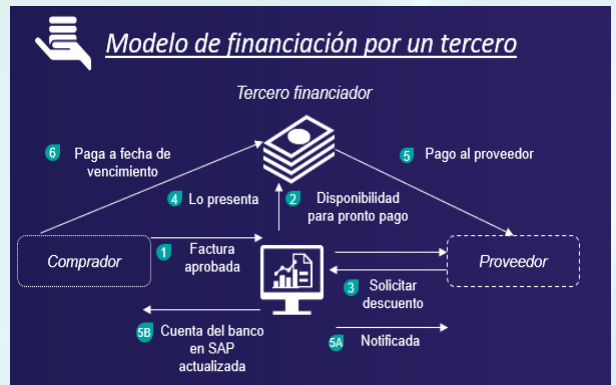 Modelo de financiación por un tercero
Tercero financiador
6 Paga a fecha de
vencimiento
5 Pago al proveedor
4 Lo presenta
2 Disponibilidad
para pronto pago
Comprador
1 Factura
aprobada
Proveedor
3 Solicitar
descuento
5B Cuenta del banco
en SAP
actualizada
5A Notificada